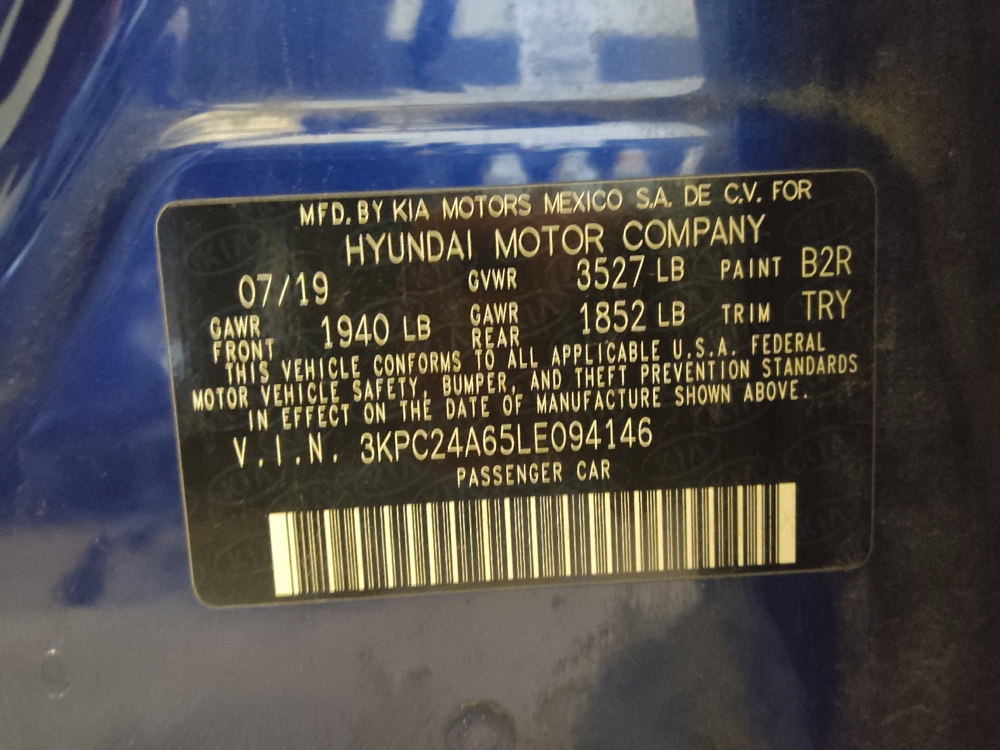 MFD. BY KIA MOTORS MEXICO S.A. DE C.V. FOR
HYUNDAI MOTOR COMPANY
07/19 GVWR 3527 LB PAINT B2R
GAWR FRONT 1940 LB GAWR REAR 1852 LB TRIM TRY
THIS VEHICLE CONFORMS TO ALL APPLICABLE U.S.A. FEDERAL
MOTOR VEHICLE SAFETY, BUMPER, AND THEFT PREVENTION STANDARDS
IN EFFECT ON THE DATE OF MANUFACTURE SHOWN ABOVE.
V.I.N. 3KPC24A65LE094146
PASSENGER CAR